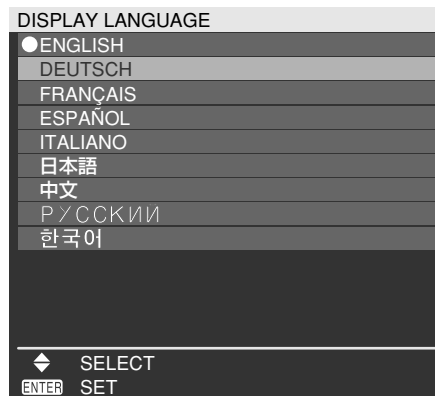 DISPLAY LANGUAGE
ENGLISH
DEUTSCH
FRANÇAIS
ESPAÑOL
ITALIANO
日本語
中文
РУССКИИ
한국어
SELECT
ENTER SET